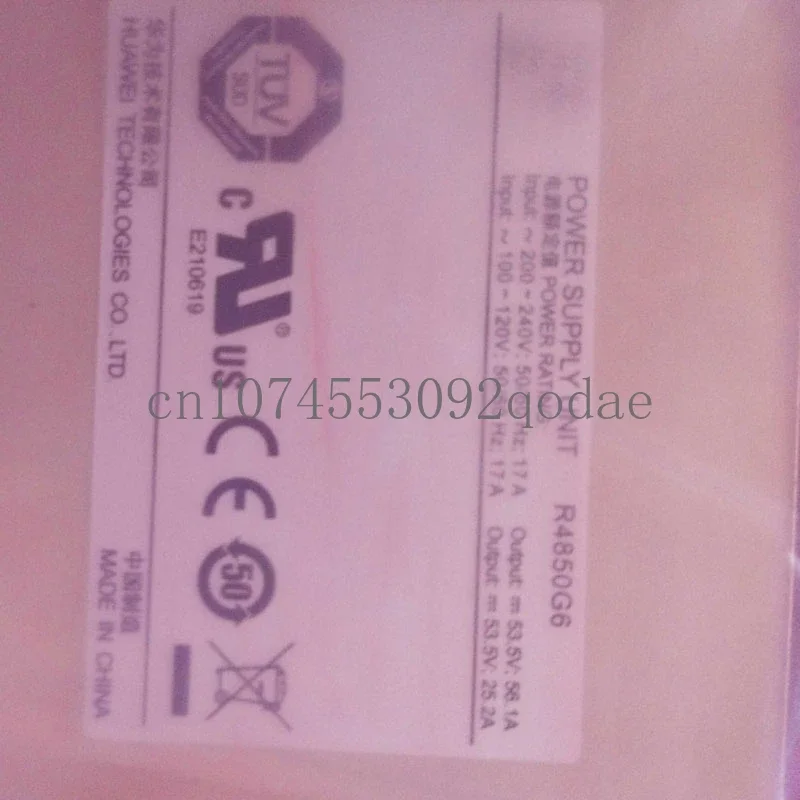 POWER SUPPLY UNIT R4850G6
电源额定值 POWER RATING
Input: ~ 200-240V; 50/60 Hz; 17 A Output: ⎓ 53.5V; 56.1A
Input: ~ 100-120V; 50/60 Hz; 17 A Output: ⎓ 53.5V; 25.2A
TÜV
SÜD
C UL US
®
E210619
CE
50
华为技术有限公司
HUAWEI TECHNOLOGIES CO., LTD.
中国制造
MADE IN CHINA
cn1074553092qodae